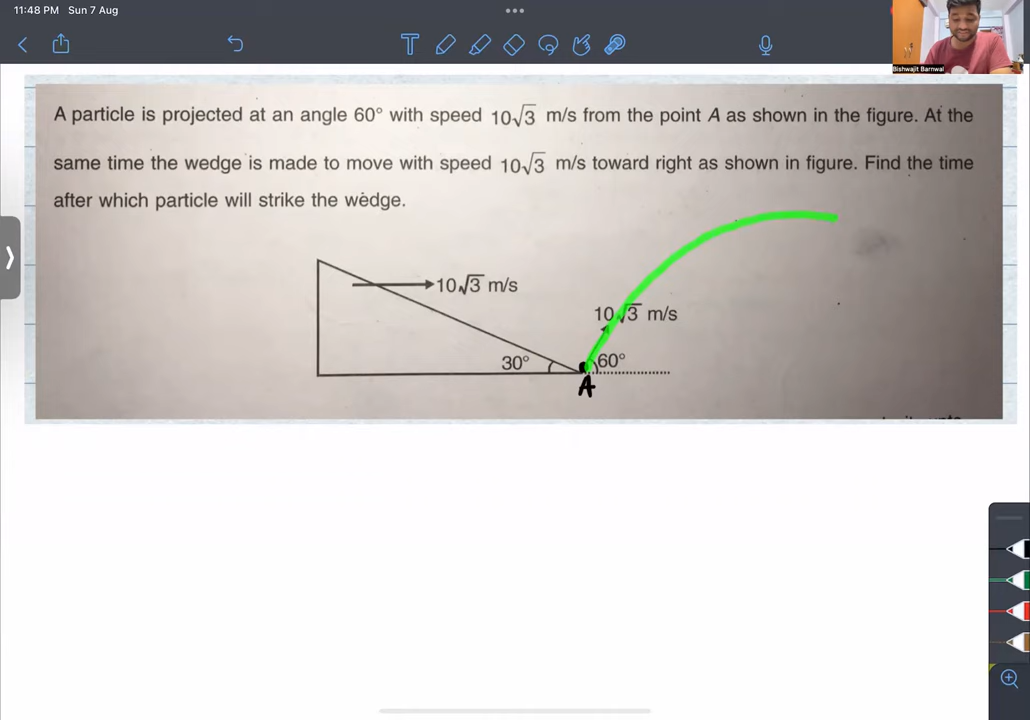 11:48 PM Sun 7 Aug
Bishwajit Barnwal
A particle is projected at an angle 60° with speed 10√3 m/s from the point A as shown in the figure. At the
same time the wedge is made to move with speed 10√3 m/s toward right as shown in figure. Find the time
after which particle will strike the wedge.
10√3 m/s
10√3 m/s
30°
60°
A